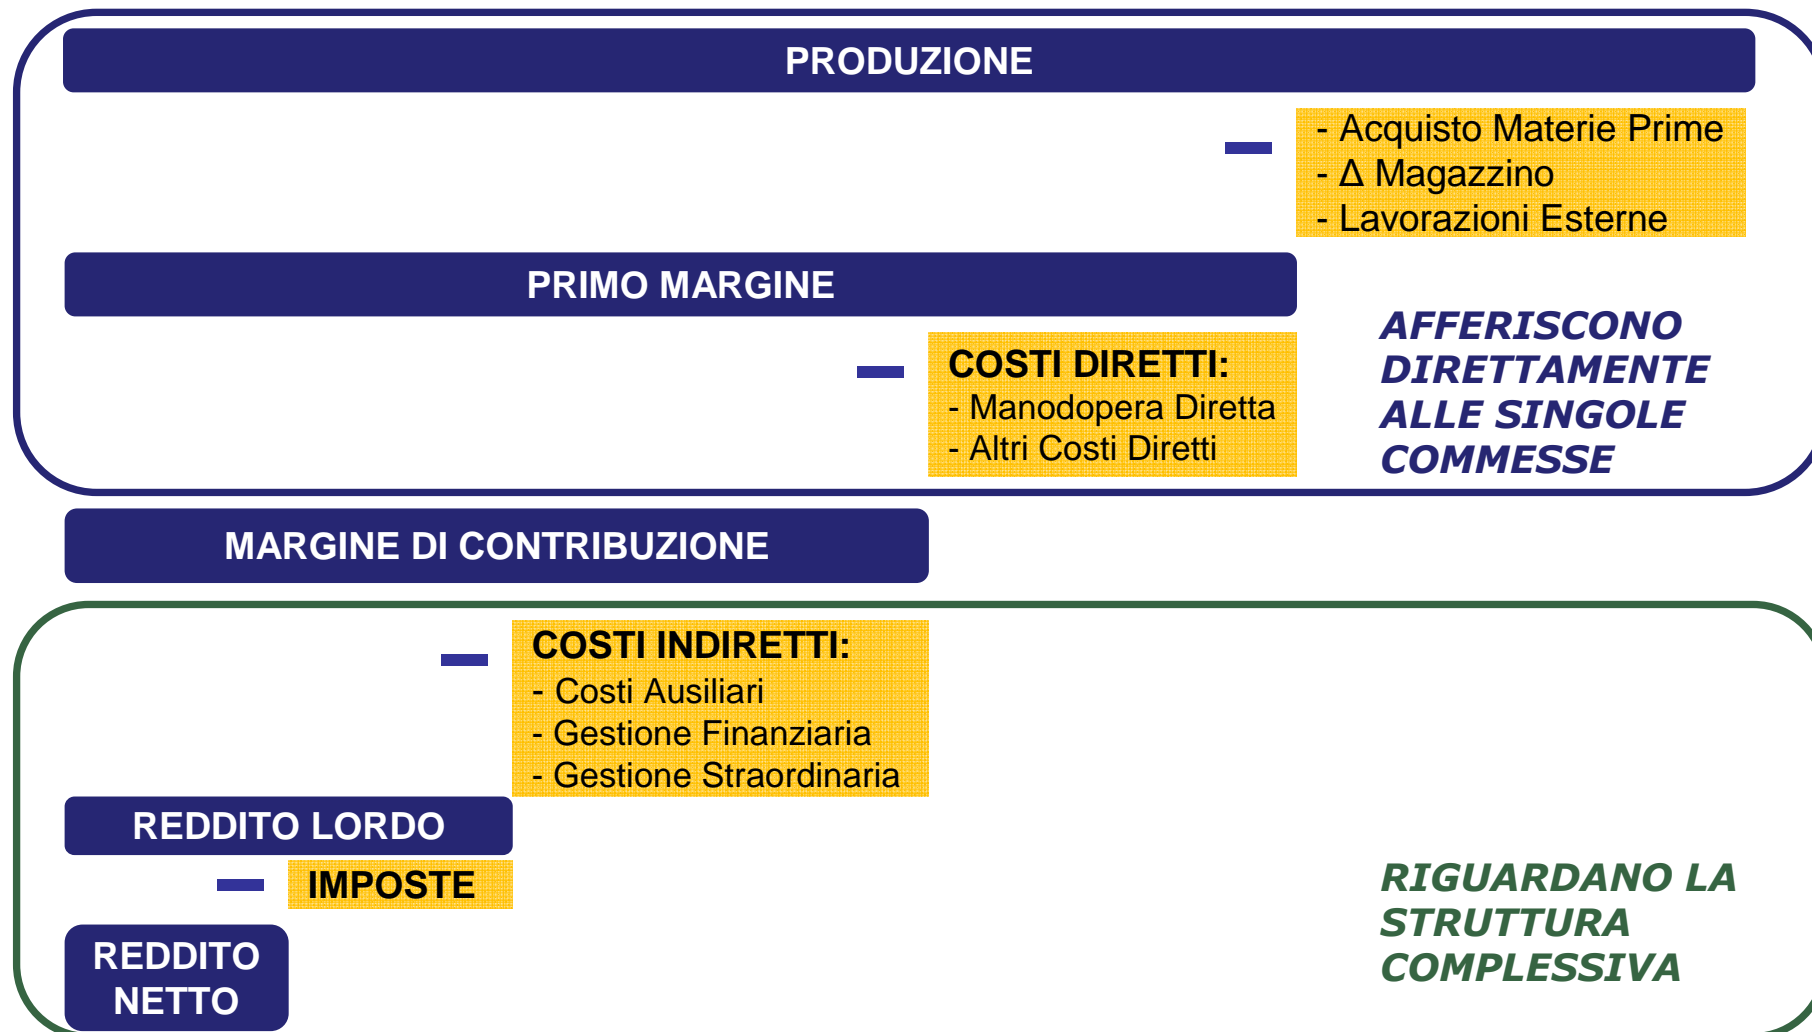 PRODUZIONE
- Acquisto Materie Prime
- Δ Magazzino
- Lavorazioni Esterne
PRIMO MARGINE
AFFERISCONO
DIRETTAMENTE
ALLE SINGOLE
COMMESSE
COSTI DIRETTI:
- Manodopera Diretta
- Altri Costi Diretti
MARGINE DI CONTRIBUZIONE
COSTI INDIRETTI:
- Costi Ausiliari
- Gestione Finanziaria
- Gestione Straordinaria
REDDITO LORDO
IMPOSTE
RIGUARDANO LA
STRUTTURA
COMPLESSIVA
REDDITO
NETTO